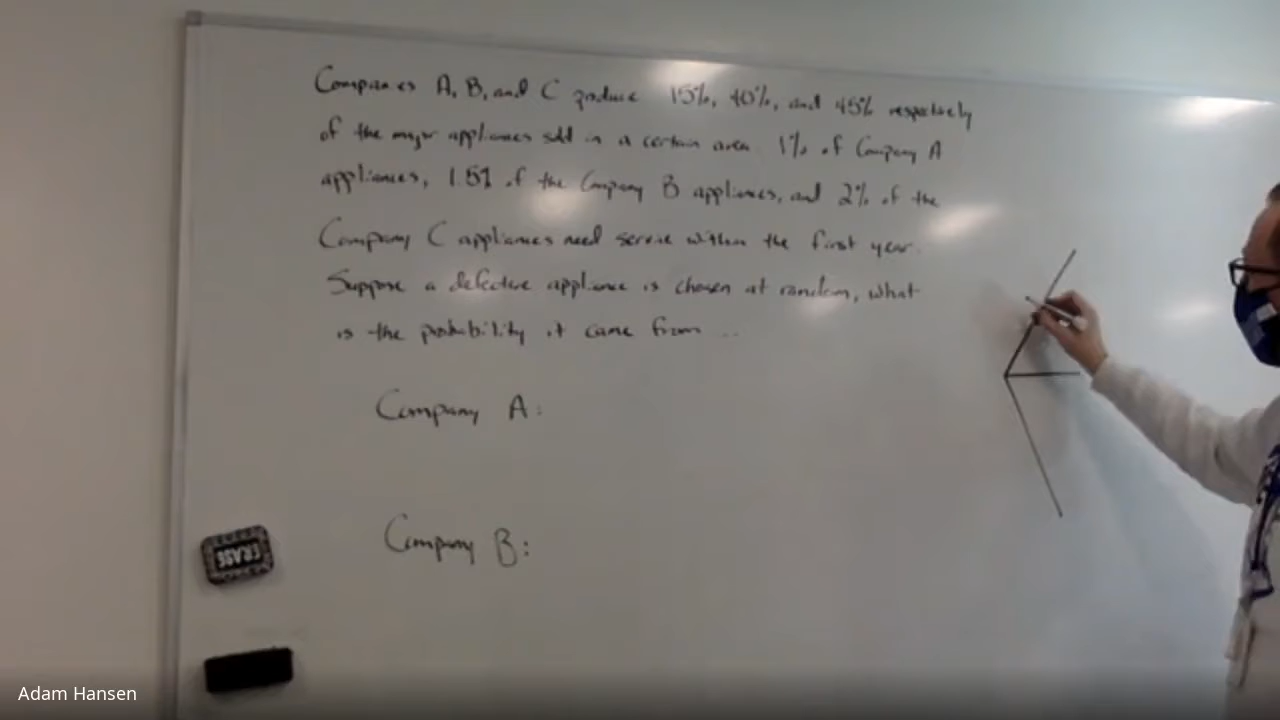 Companies A, B, and C produce 15%, 40%, and 45% respectively
of the major appliances sold in a certain area. 1% of Company A
appliances, 1.5% of the Company B appliances, and 2% of the
Company C appliances need service within the first year.
Suppose a defective appliance is chosen at random, what
is the probability it came from ...
Company A:
Company B:
ERASE
Adam Hansen